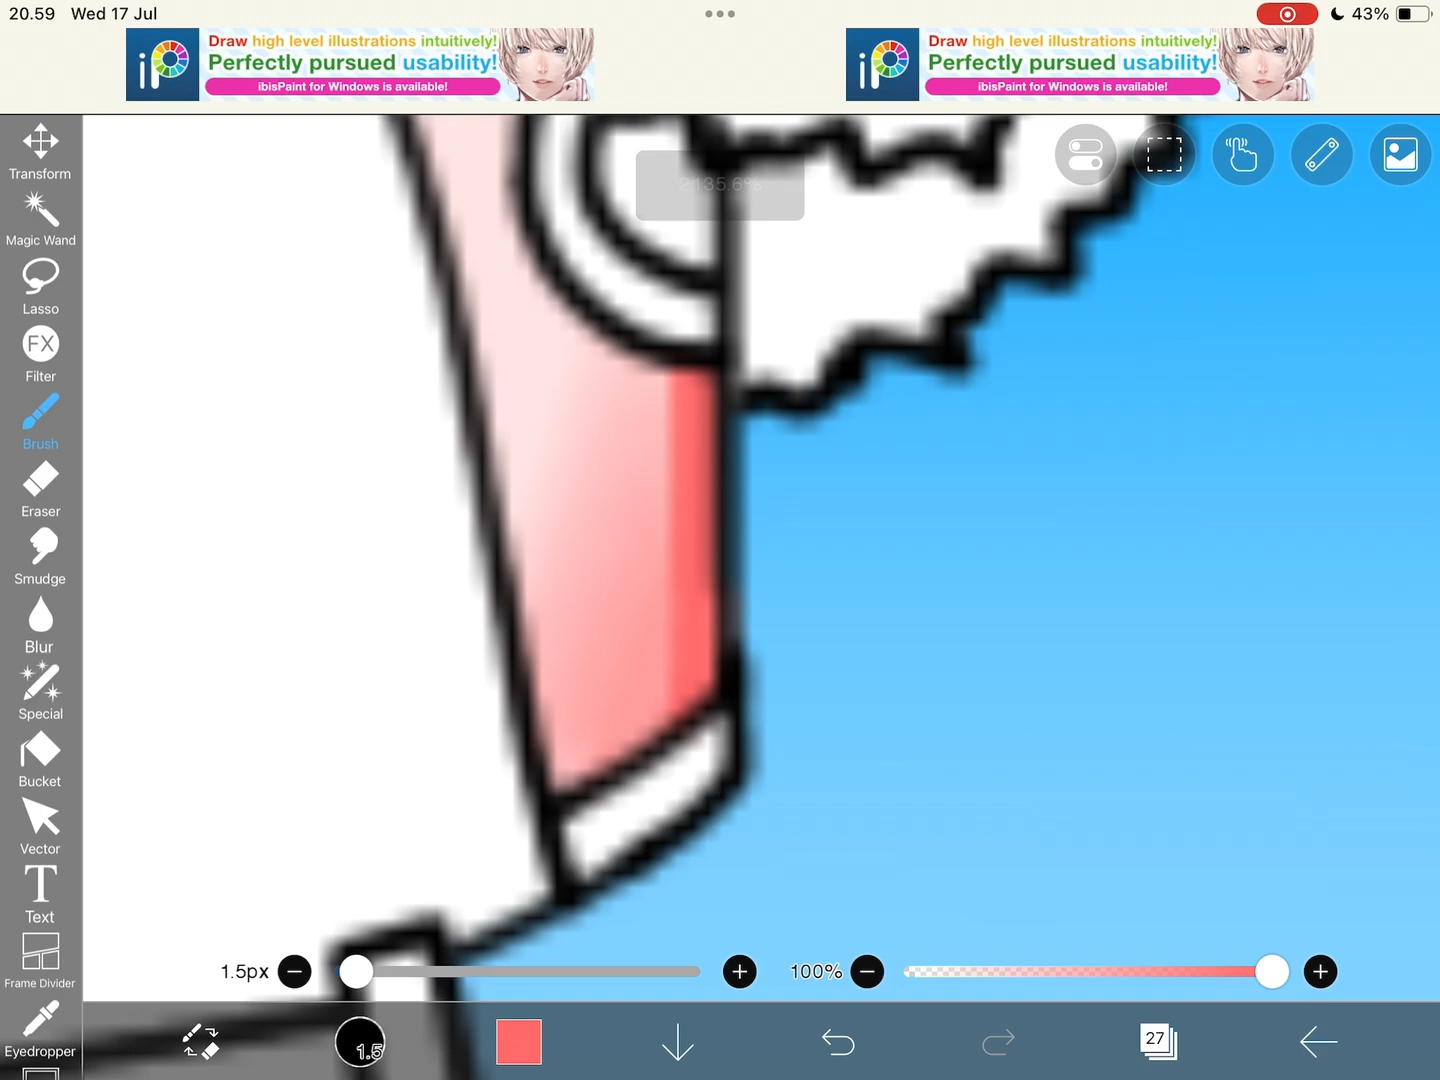 20.59 Wed 17 Jul
43%
Draw high level illustrations intuitively!
Perfectly pursued usability!
ibisPaint for Windows is available!
Draw high level illustrations intuitively!
Perfectly pursued usability!
ibisPaint for Windows is available!
2135.6%
Transform
Magic Wand
Lasso
FX
Filter
Brush
Eraser
Smudge
Blur
Special
Bucket
Vector
T
Text
Frame Divider
Eyedropper
1.5px
100%
1.5
27